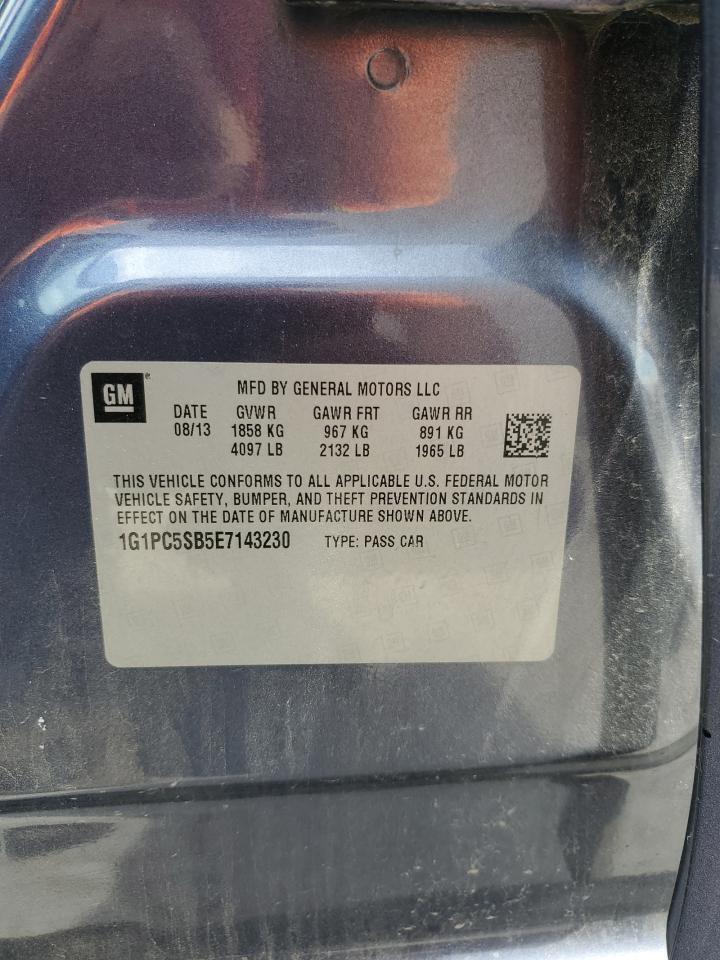 GM
MFD BY GENERAL MOTORS LLC
DATE GVWR GAWR FRT GAWR RR
08/13 1858 KG 967 KG 891 KG
4097 LB 2132 LB 1965 LB
THIS VEHICLE CONFORMS TO ALL APPLICABLE U.S. FEDERAL MOTOR
VEHICLE SAFETY, BUMPER, AND THEFT PREVENTION STANDARDS IN
EFFECT ON THE DATE OF MANUFACTURE SHOWN ABOVE.
1G1PC5SB5E7143230 TYPE: PASS CAR